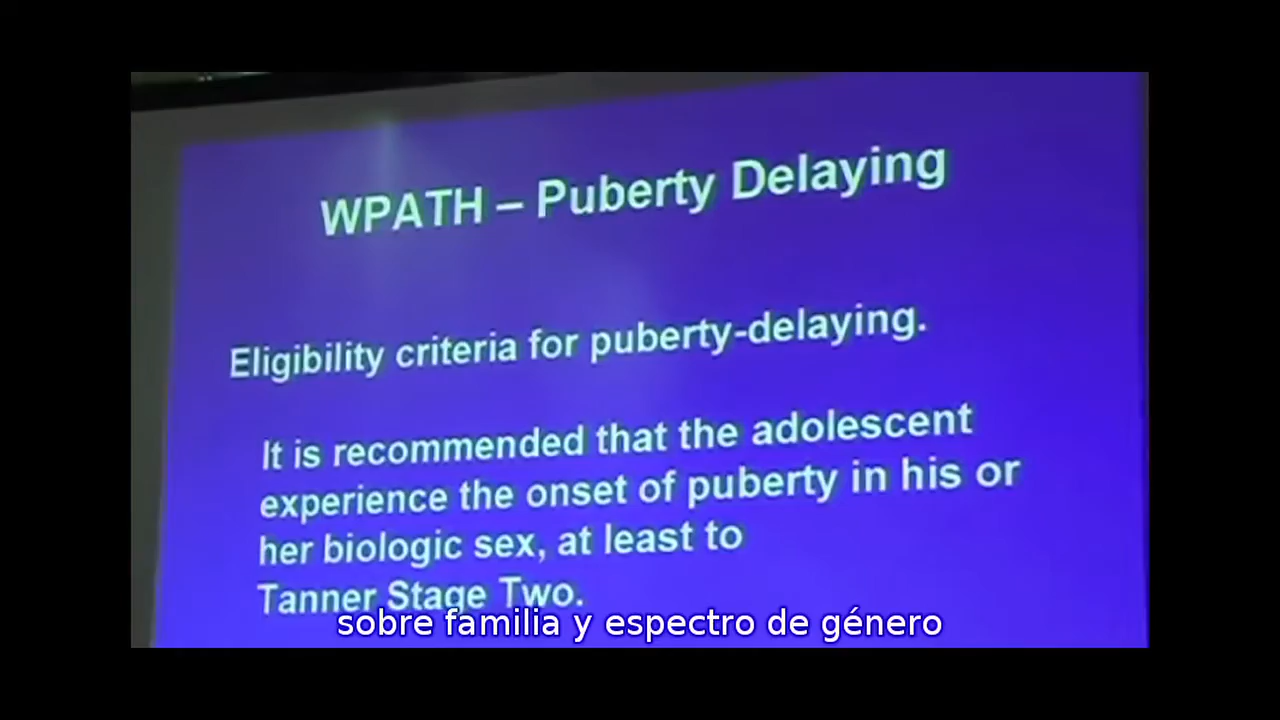 WPATH – Puberty Delaying
Eligibility criteria for puberty-delaying.
It is recommended that the adolescent
experience the onset of puberty in his or
her biologic sex, at least to
Tanner Stage Two.
sobre familia y espectro de género